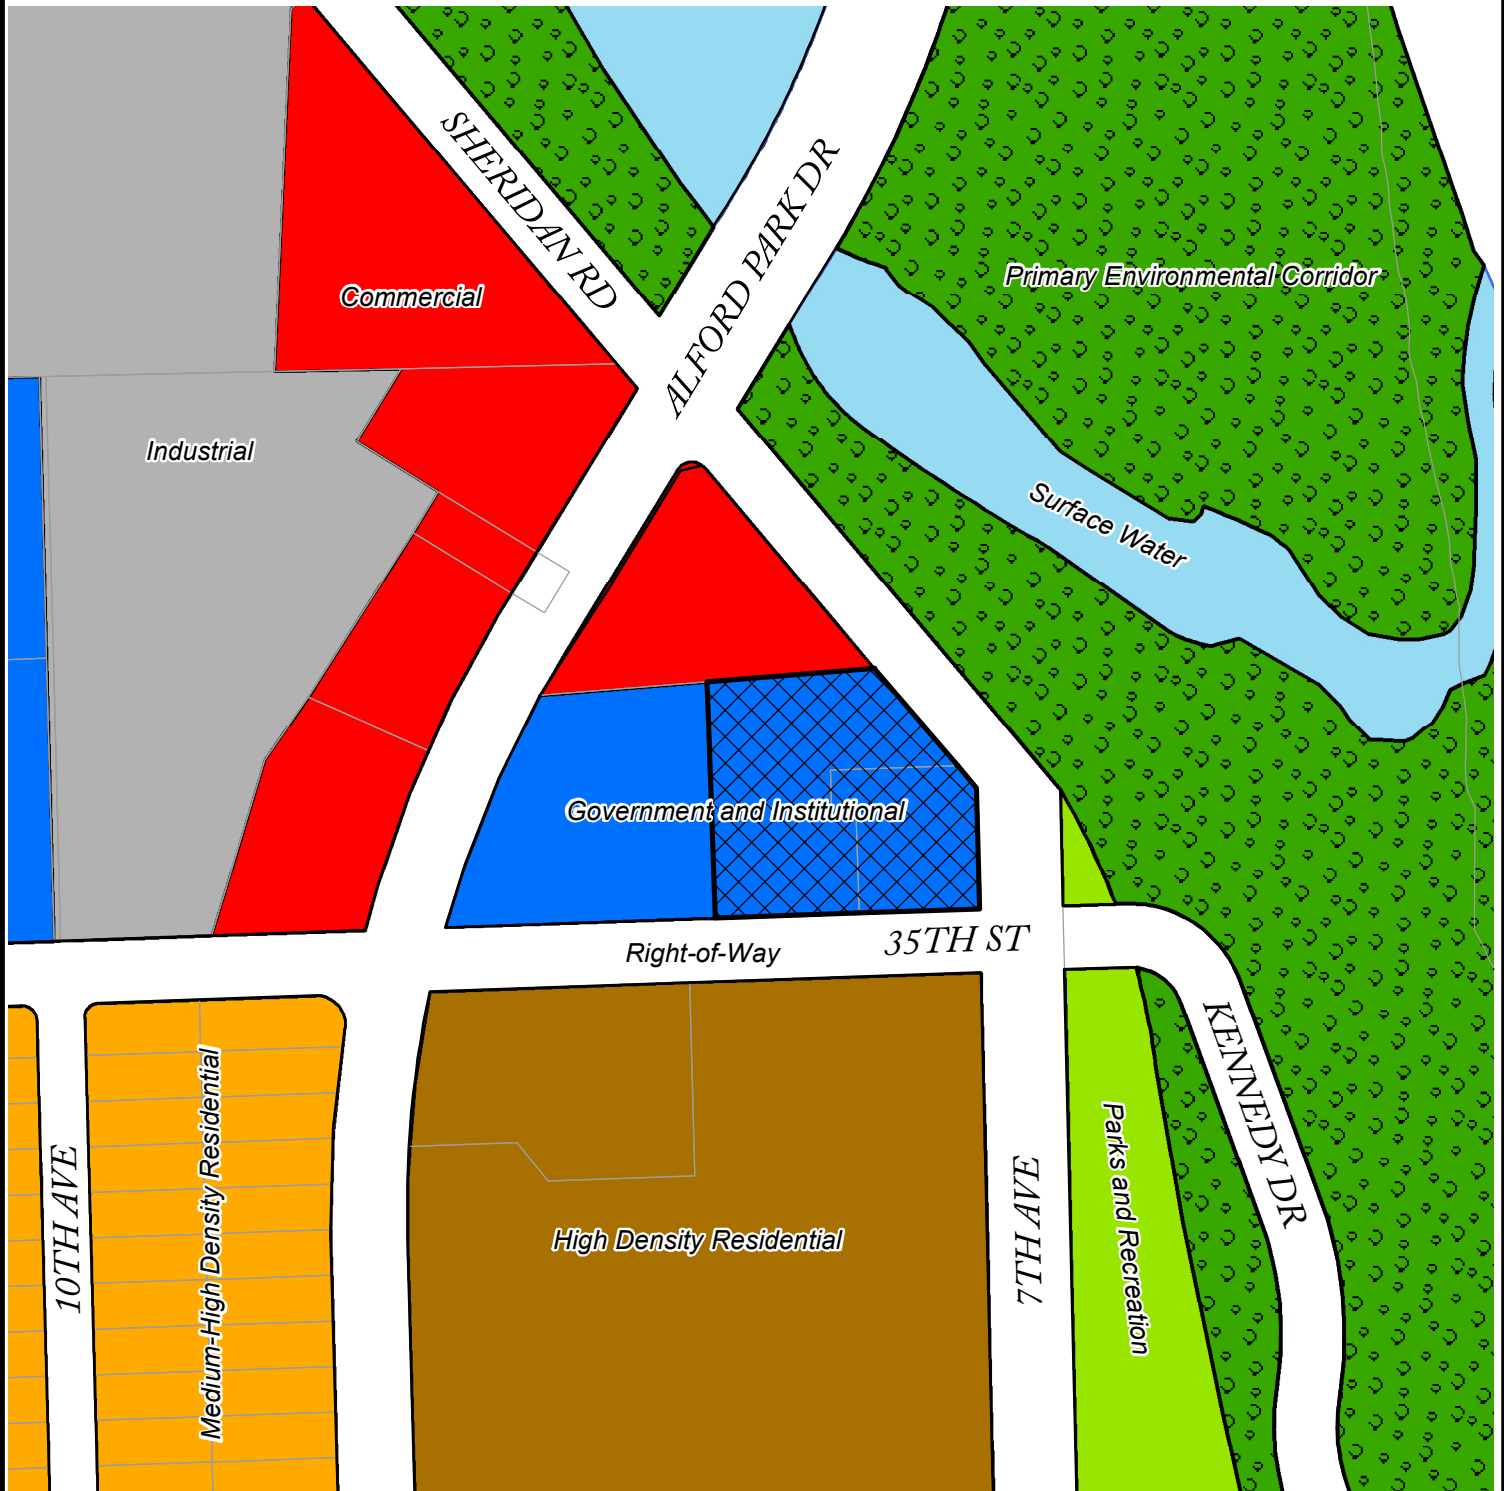 SHERIDAN RD
ALFORD PARK DR
Commercial
Primary Environmental Corridor
Industrial
Surface Water
Government and Institutional
Right-of-Way
35TH ST
KENNEDY DR
Medium-High Density Residential
10TH AVE
High Density Residential
7TH AVE
Parks and Recreation